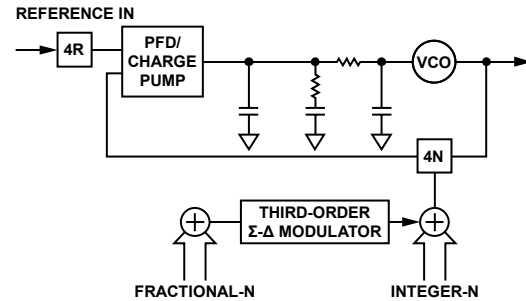 REFERENCE IN
4R
PFD/
CHARGE
PUMP
VCO
4N
THIRD-ORDER
Σ-Δ MODULATOR
FRACTIONAL-N
INTEGER-N